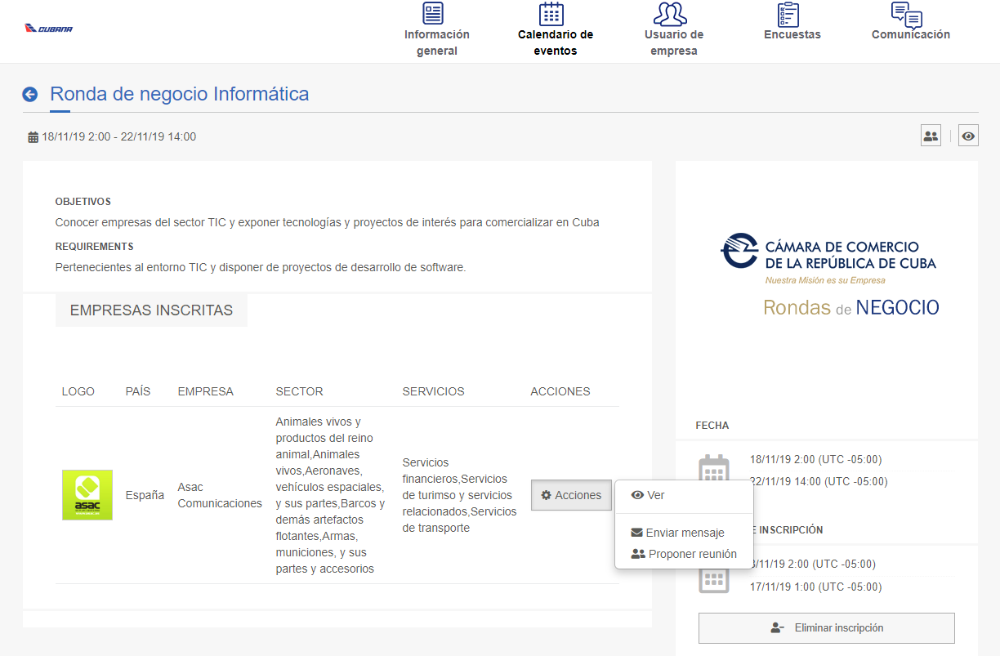 CUBANA
Información
general
Calendario de
eventos
Usuario de
empresa
Encuestas
Comunicación
Ronda de negocio Informática
18/11/19 2:00 - 22/11/19 14:00
OBJETIVOS
Conocer empresas del sector TIC y exponer tecnologías y proyectos de interés para comercializar en Cuba
REQUIREMENTS
Pertenecientes al entorno TIC y disponer de proyectos de desarrollo de software.
EMPRESAS INSCRITAS
LOGO PAÍS EMPRESA SECTOR SERVICIOS ACCIONES
asac
España
Asac
Comunicaciones
Animales vivos y
productos del reino
animal,Animales
vivos,Aeronaves,
vehículos espaciales,
y sus partes,Barcos y
demás artefactos
flotantes,Armas,
municiones, y sus
partes y accesorios
Servicios
financieros,Servicios
de turimso y servicios
relacionados,Servicios
de transporte
Acciones
Ver
Enviar mensaje
Proponer reunión
CÁMARA DE COMERCIO
DE LA REPÚBLICA DE CUBA
Nuestra Misión es su Empresa
Rondas de NEGOCIO
FECHA
18/11/19 2:00 (UTC -05:00)
22/11/19 14:00 (UTC -05:00)
E INSCRIPCIÓN
/11/19 2:00 (UTC -05:00)
17/11/19 1:00 (UTC -05:00)
Eliminar inscripción